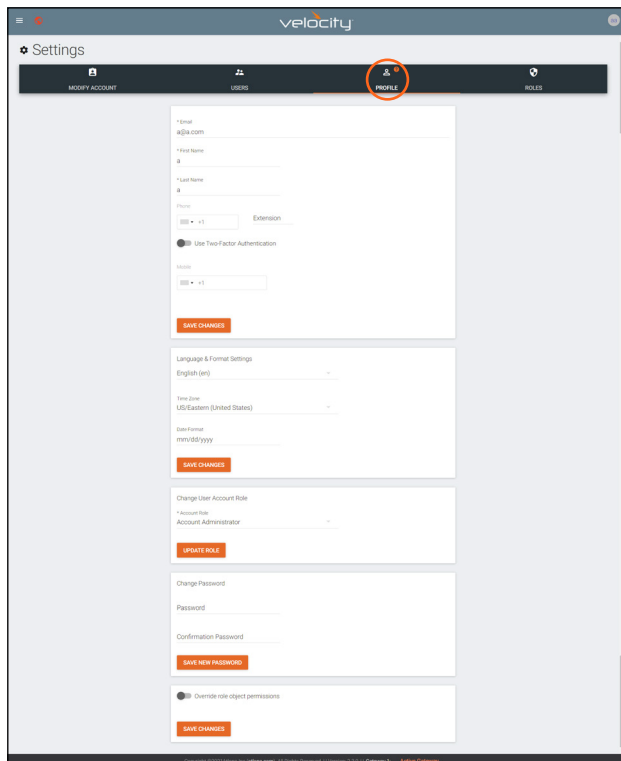 velocity
Settings
MODIFY ACCOUNT
USERS
PROFILE
ROLES
* Email
a@a.com
* First Name
a
* Last Name
a
Phone
+1
Extension
Use Two-Factor Authentication
Mobile
+1
SAVE CHANGES
Language & Format Settings
English (en)
Time Zone
US/Eastern (United States)
Date Format
mm/dd/yyyy
SAVE CHANGES
Change User Account Role
* Account Role
Account Administrator
UPDATE ROLE
Change Password
Password
Confirmation Password
SAVE NEW PASSWORD
Override role object permissions
SAVE CHANGES